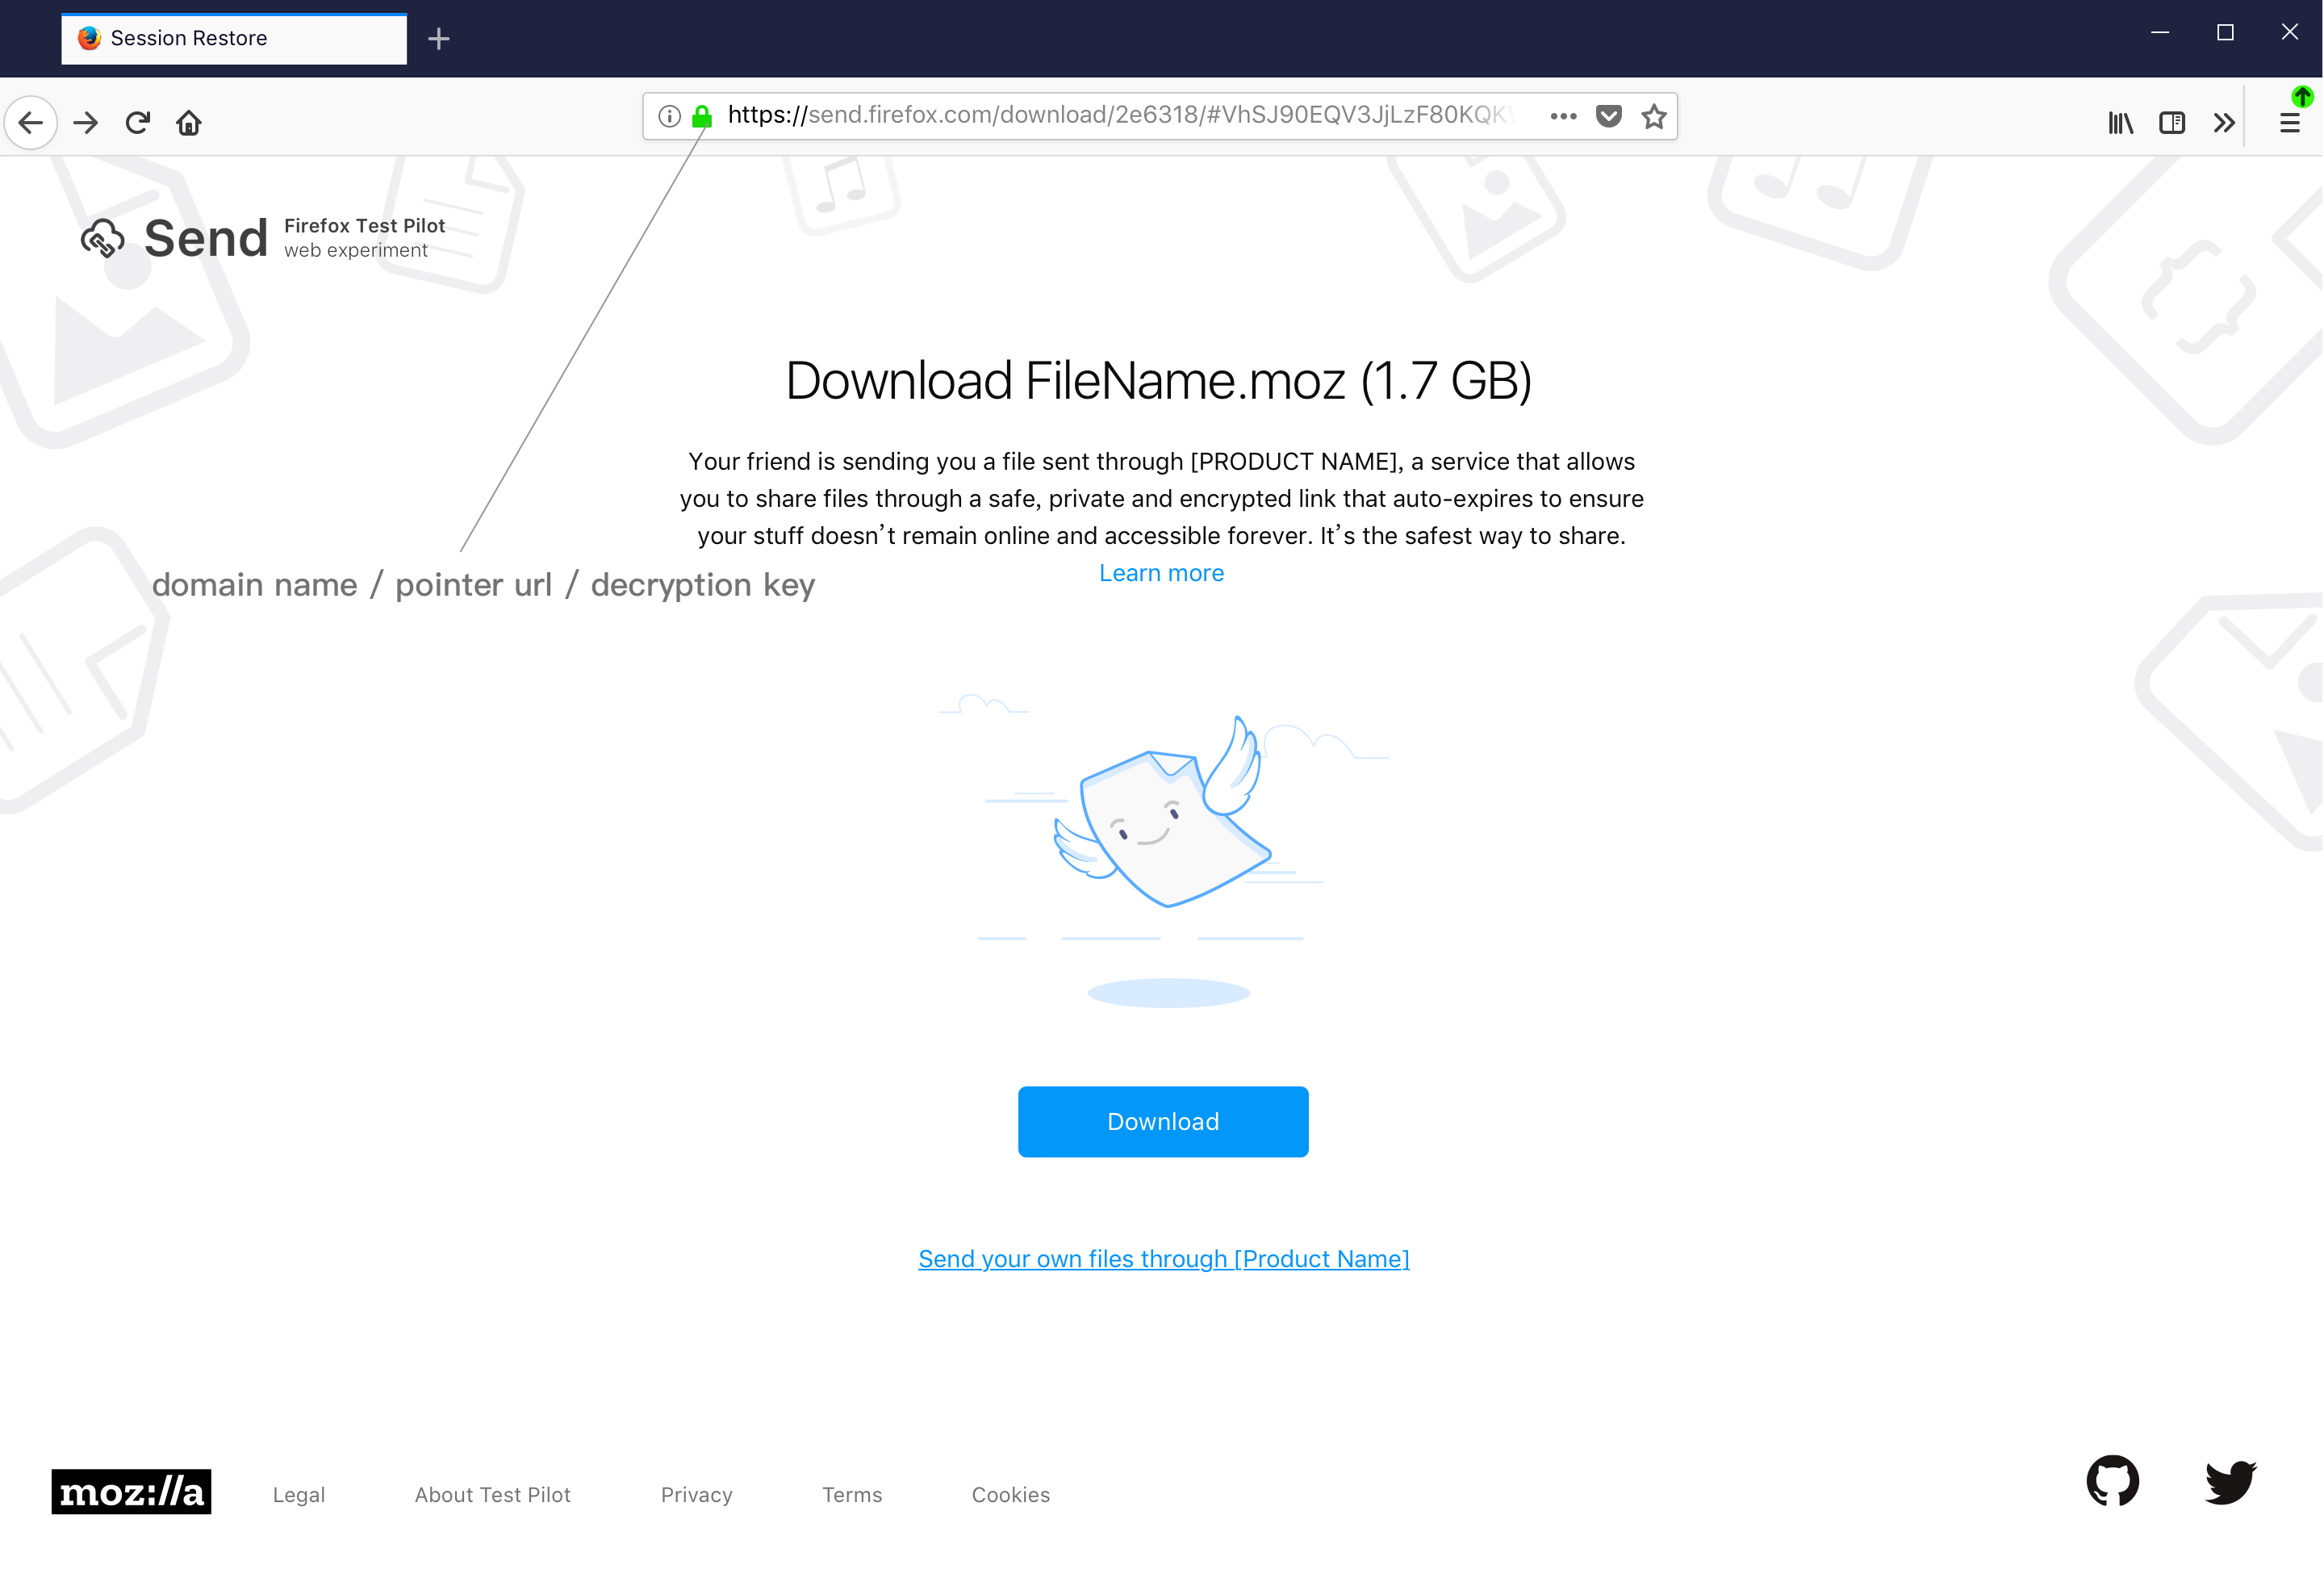 Session Restore
https://send.firefox.com/download/2e6318/#VhSJ90EQV3JjLzF80KQK
Send
Firefox Test Pilot
web experiment
Download FileName.moz (1.7 GB)
Your friend is sending you a file sent through [PRODUCT NAME], a service that allows
you to share files through a safe, private and encrypted link that auto-expires to ensure
your stuff doesn’t remain online and accessible forever. It’s the safest way to share.
Learn more
domain name / pointer url / decryption key
Download
Send your own files through [Product Name]
moz://a
Legal
About Test Pilot
Privacy
Terms
Cookies